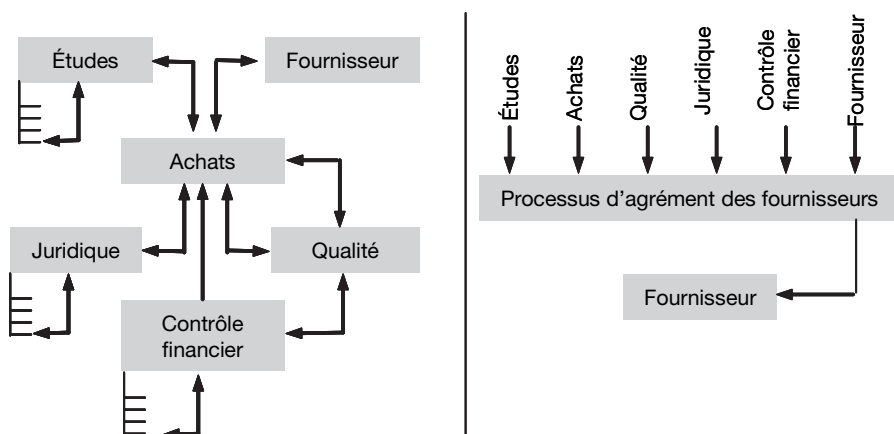 Études
Fournisseur
Achats
Juridique
Qualité
Contrôle
financier
Études
Achats
Qualité
Juridique
Contrôle
financier
Fournisseur
Processus d’agrément des fournisseurs
Fournisseur